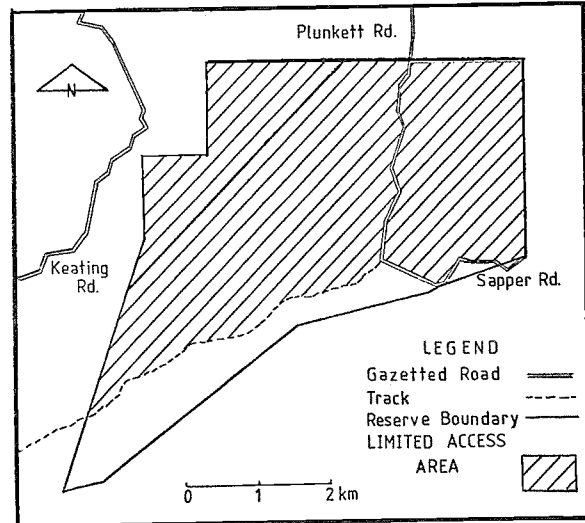 Plunkett Rd.
N
Keating
Rd.
Sapper Rd.
LEGEND
Gazetted Road
Track
Reserve Boundary
LIMITED ACCESS
AREA
0 1 2 km